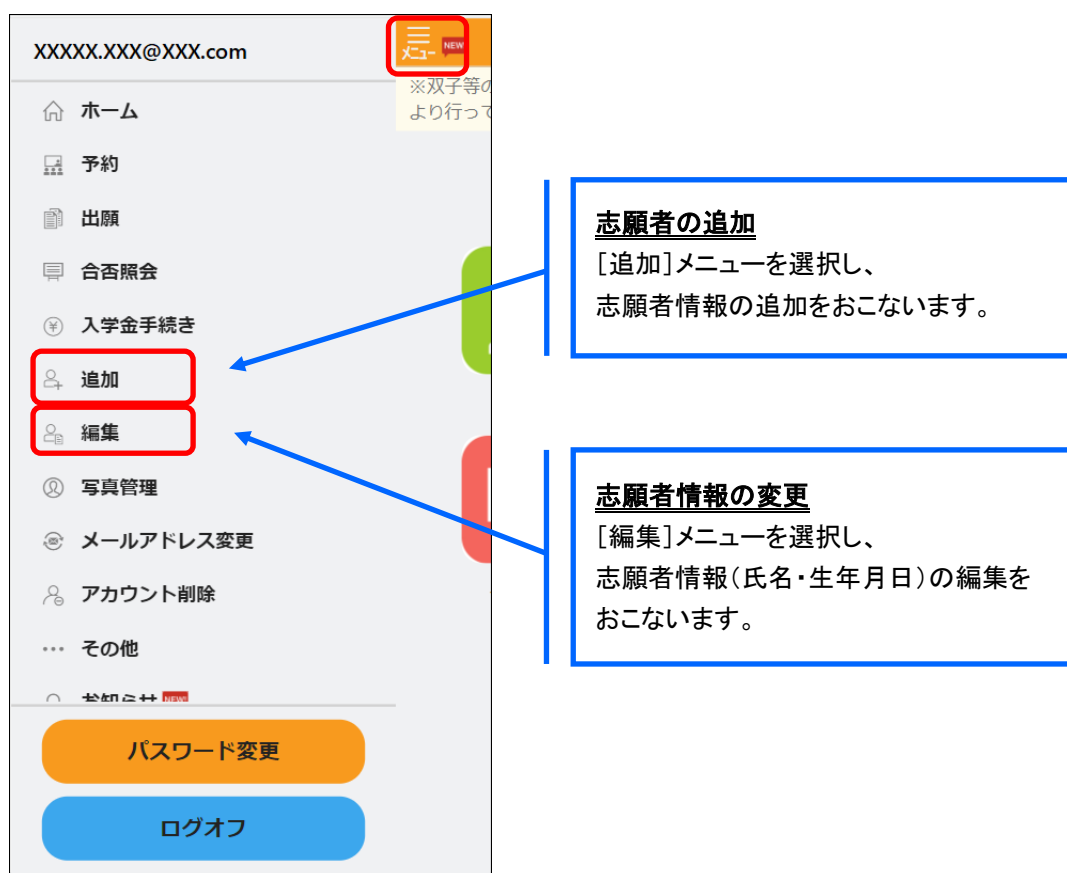 XXXXX.XXX@XXX.com
メニュー NEW
※双子等の
より行って
ホーム
予約
出願
合否照会
入学金手続き
追加
編集
写真管理
メールアドレス変更
アカウント削除
その他
お知らせ NEW!
パスワード変更
ログオフ
志願者の追加
［追加］メニューを選択し、
志願者情報の追加をおこないます。
志願者情報の変更
［編集］メニューを選択し、
志願者情報（氏名・生年月日）の編集を
おこないます。